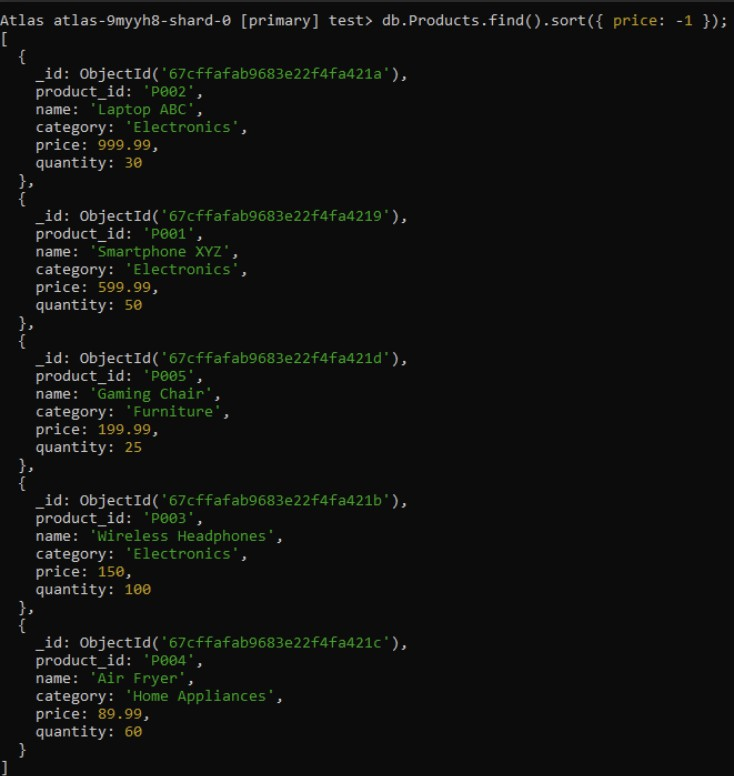 Atlas atlas-9myyh8-shard-0 [primary] test> db.Products.find().sort({ price: -1 });
[
  {
    _id: ObjectId('67cffafab9683e22f4fa421a'),
    product_id: 'P002',
    name: 'Laptop ABC',
    category: 'Electronics',
    price: 999.99,
    quantity: 30
  },
  {
    _id: ObjectId('67cffafab9683e22f4fa4219'),
    product_id: 'P001',
    name: 'Smartphone XYZ',
    category: 'Electronics',
    price: 599.99,
    quantity: 50
  },
  {
    _id: ObjectId('67cffafab9683e22f4fa421d'),
    product_id: 'P005',
    name: 'Gaming Chair',
    category: 'Furniture',
    price: 199.99,
    quantity: 25
  },
  {
    _id: ObjectId('67cffafab9683e22f4fa421b'),
    product_id: 'P003',
    name: 'Wireless Headphones',
    category: 'Electronics',
    price: 150,
    quantity: 100
  },
  {
    _id: ObjectId('67cffafab9683e22f4fa421c'),
    product_id: 'P004',
    name: 'Air Fryer',
    category: 'Home Appliances',
    price: 89.99,
    quantity: 60
  }
]